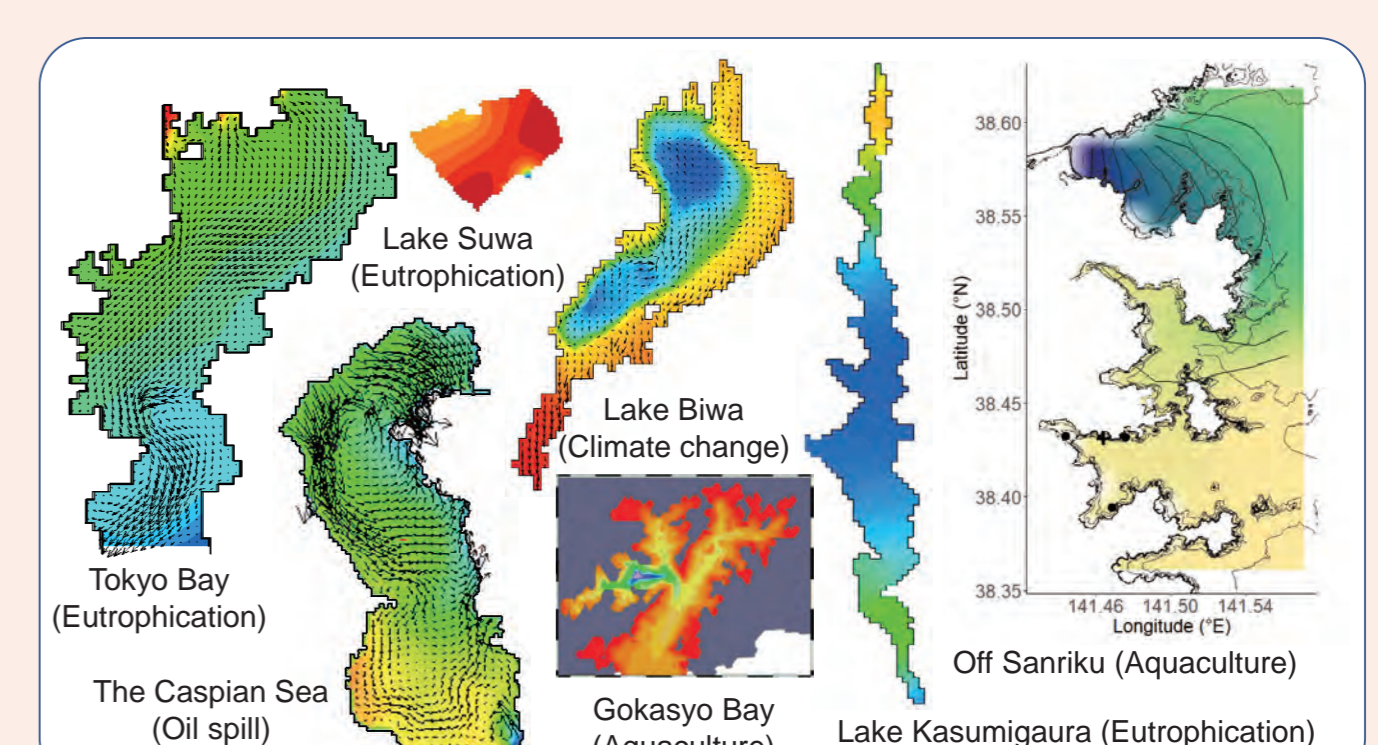 Lake Suwa
(Eutrophication)
Lake Biwa
(Climate change)
Tokyo Bay
(Eutrophication)
The Caspian Sea
(Oil spill)
Gokasyo Bay
(Aquaculture)
38.60
38.55
38.50
38.45
38.40
38.35
Latitude (°N)
141.46 141.50 141.54
Longitude (°E)
Off Sanriku (Aquaculture)
Lake Kasumigaura (Eutrophication)